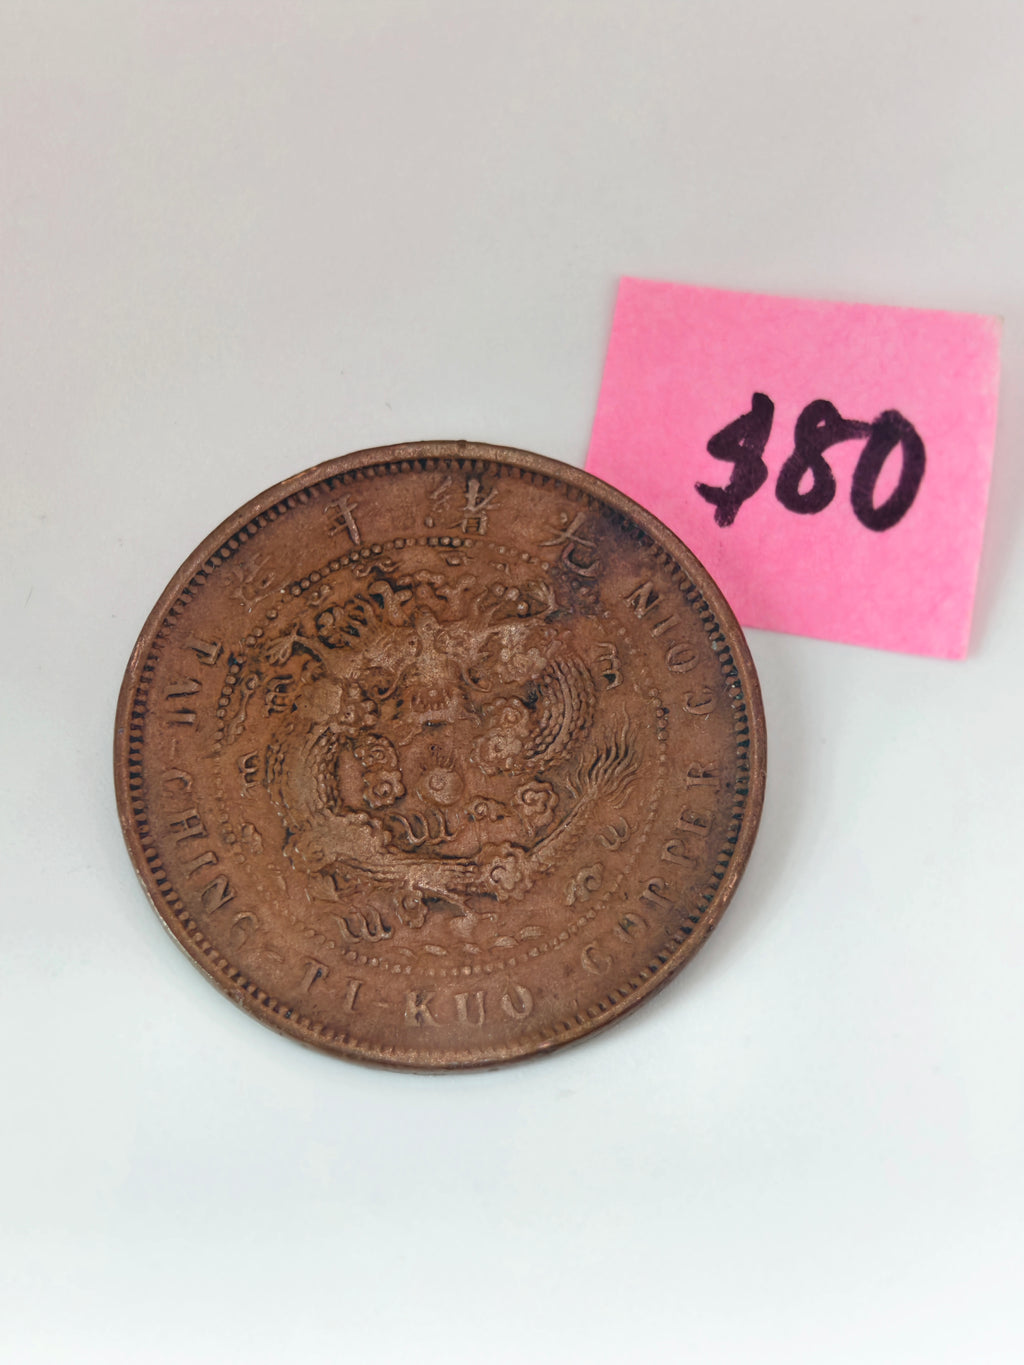 $80
光緒年造
TAI-CHING-TI-KUO COPPER COIN